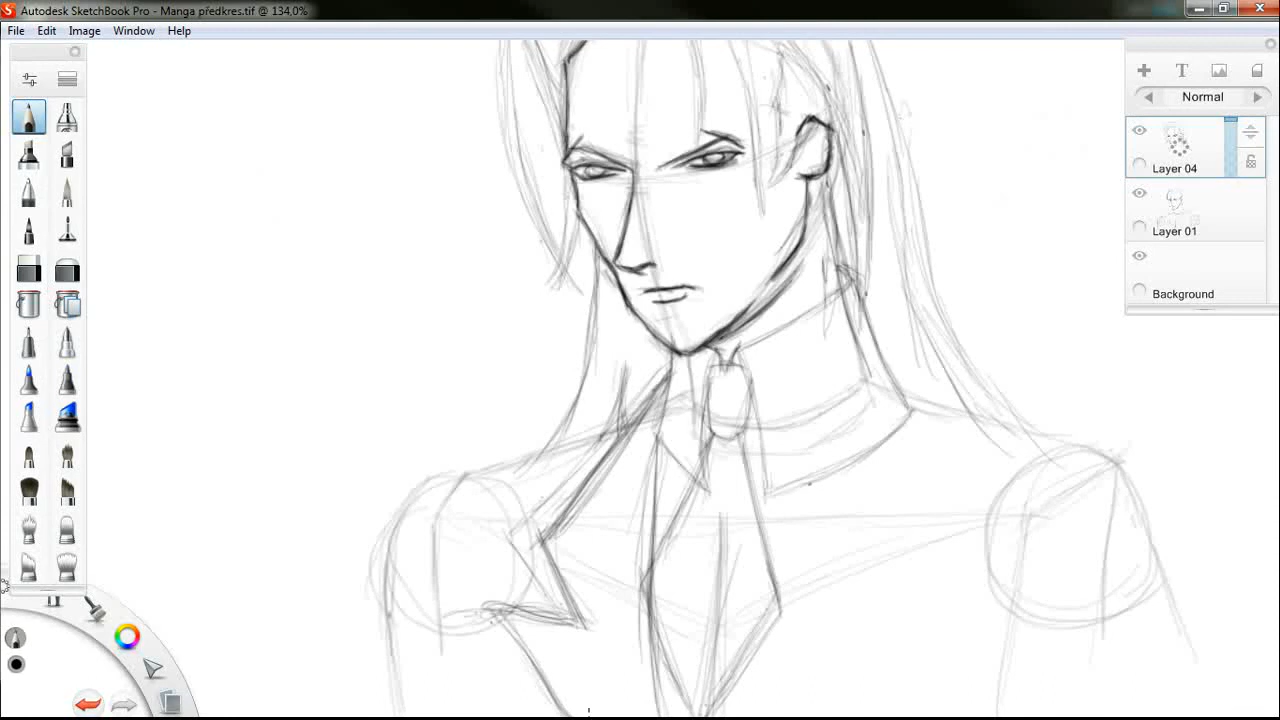 Autodesk SketchBook Pro - Manga předkres.tif @ 134,0%
File Edit Image Window Help
T
Normal
Layer 04
Layer 01
Background